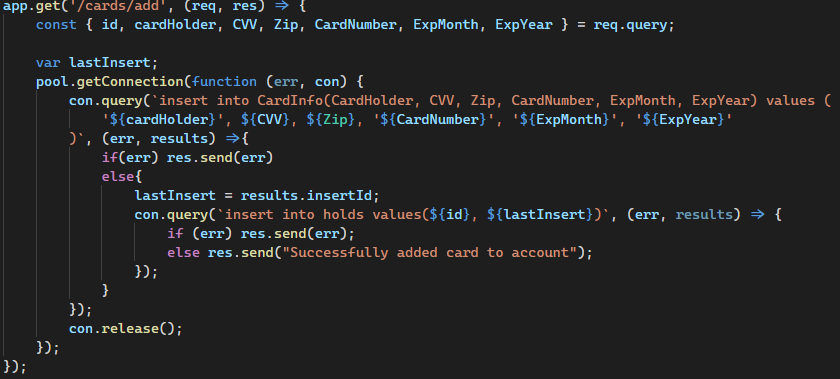 app.get('/cards/add', (req, res) => {
    const { id, cardHolder, CVV, Zip, CardNumber, ExpMonth, ExpYear } = req.query;

    var lastInsert;
    pool.getConnection(function (err, con) {
        con.query(`insert into CardInfo(CardHolder, CVV, Zip, CardNumber, ExpMonth, ExpYear) values (
            '${cardHolder}', ${CVV}, ${Zip}, '${CardNumber}', '${ExpMonth}', '${ExpYear}'
        )`, (err, results) =>{
            if(err) res.send(err)
            else{
                lastInsert = results.insertId;
                con.query(`insert into holds values(${id}, ${lastInsert})`, (err, results) => {
                    if (err) res.send(err);
                    else res.send("Successfully added card to account");
                });
            }
        });
        con.release();
    });
});